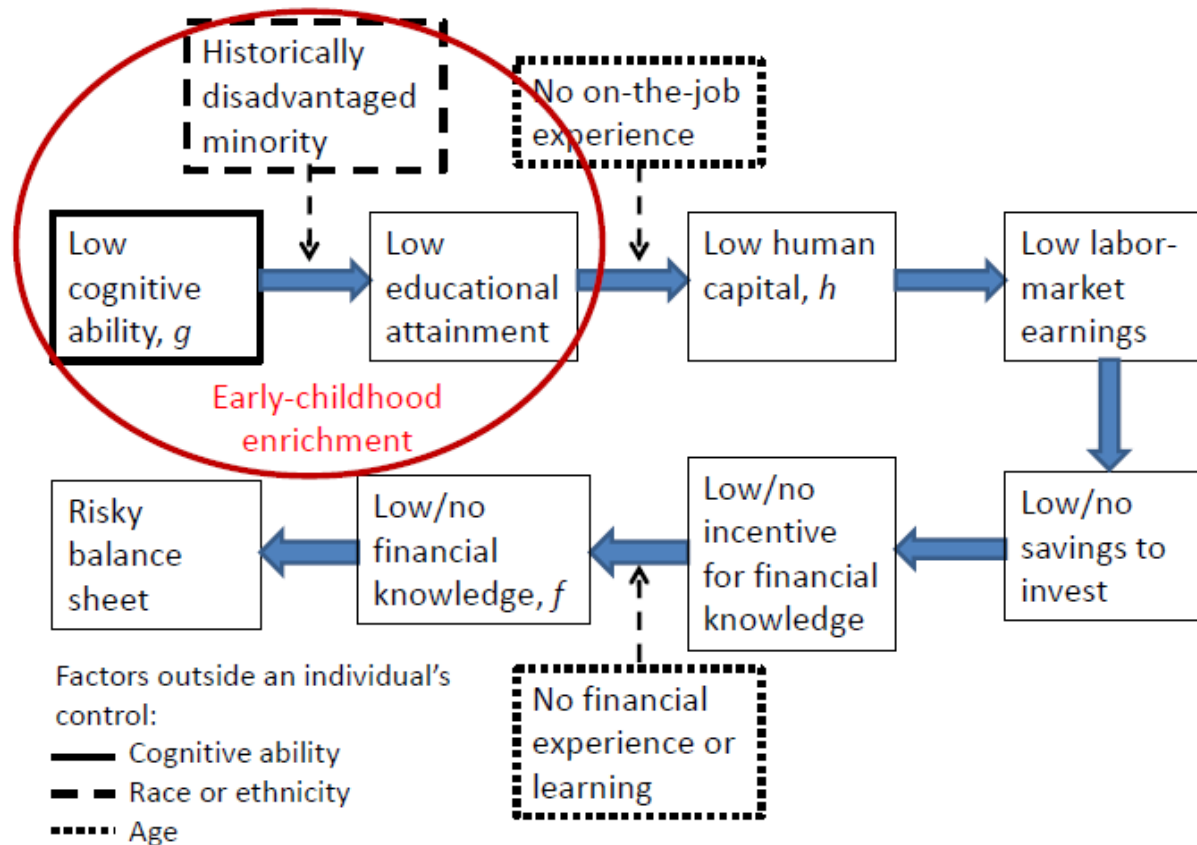 Historically
disadvantaged
minority
No on-the-job
experience
Low
cognitive
ability, g
Low
educational
attainment
Low human
capital, h
Low labor-
market
earnings
Early-childhood
enrichment
Risky
balance
sheet
Low/no
financial
knowledge, f
Low/no
incentive
for financial
knowledge
Low/no
savings to
invest
Factors outside an individual's
control:
Cognitive ability
Race or ethnicity
Age
No financial
experience or
learning